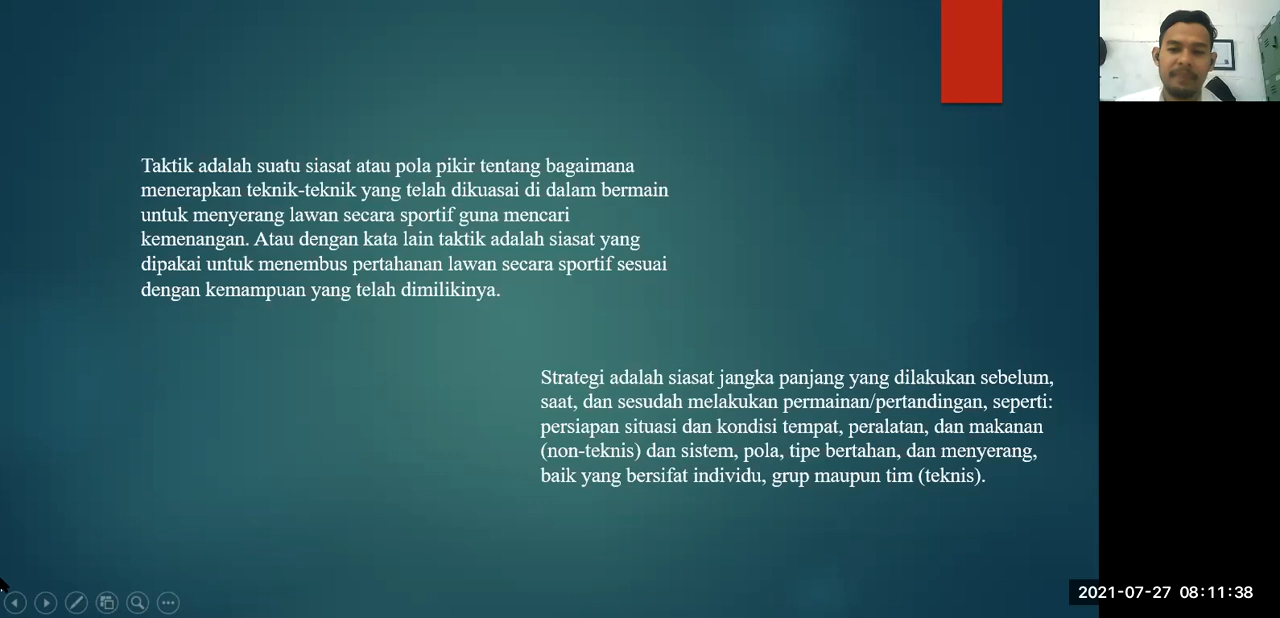 Taktik adalah suatu siasat atau pola pikir tentang bagaimana
menerapkan teknik-teknik yang telah dikuasai di dalam bermain
untuk menyerang lawan secara sportif guna mencari
kemenangan. Atau dengan kata lain taktik adalah siasat yang
dipakai untuk menembus pertahanan lawan secara sportif sesuai
dengan kemampuan yang telah dimilikinya.
Strategi adalah siasat jangka panjang yang dilakukan sebelum,
saat, dan sesudah melakukan permainan/pertandingan, seperti:
persiapan situasi dan kondisi tempat, peralatan, dan makanan
(non-teknis) dan sistem, pola, tipe bertahan, dan menyerang,
baik yang bersifat individu, grup maupun tim (teknis).
2021-07-27 08:11:38